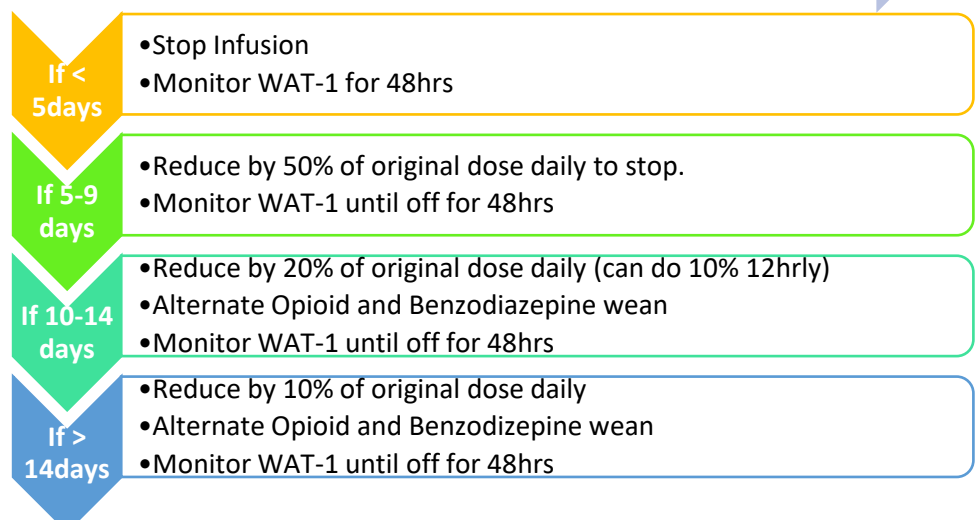 If <
5days
•Stop Infusion
•Monitor WAT-1 for 48hrs
If 5-9
days
•Reduce by 50% of original dose daily to stop.
•Monitor WAT-1 until off for 48hrs
If 10-14
days
•Reduce by 20% of original dose daily (can do 10% 12hrly)
•Alternate Opioid and Benzodiazepine wean
•Monitor WAT-1 until off for 48hrs
If >
14days
•Reduce by 10% of original dose daily
•Alternate Opioid and Benzodizepine wean
•Monitor WAT-1 until off for 48hrs